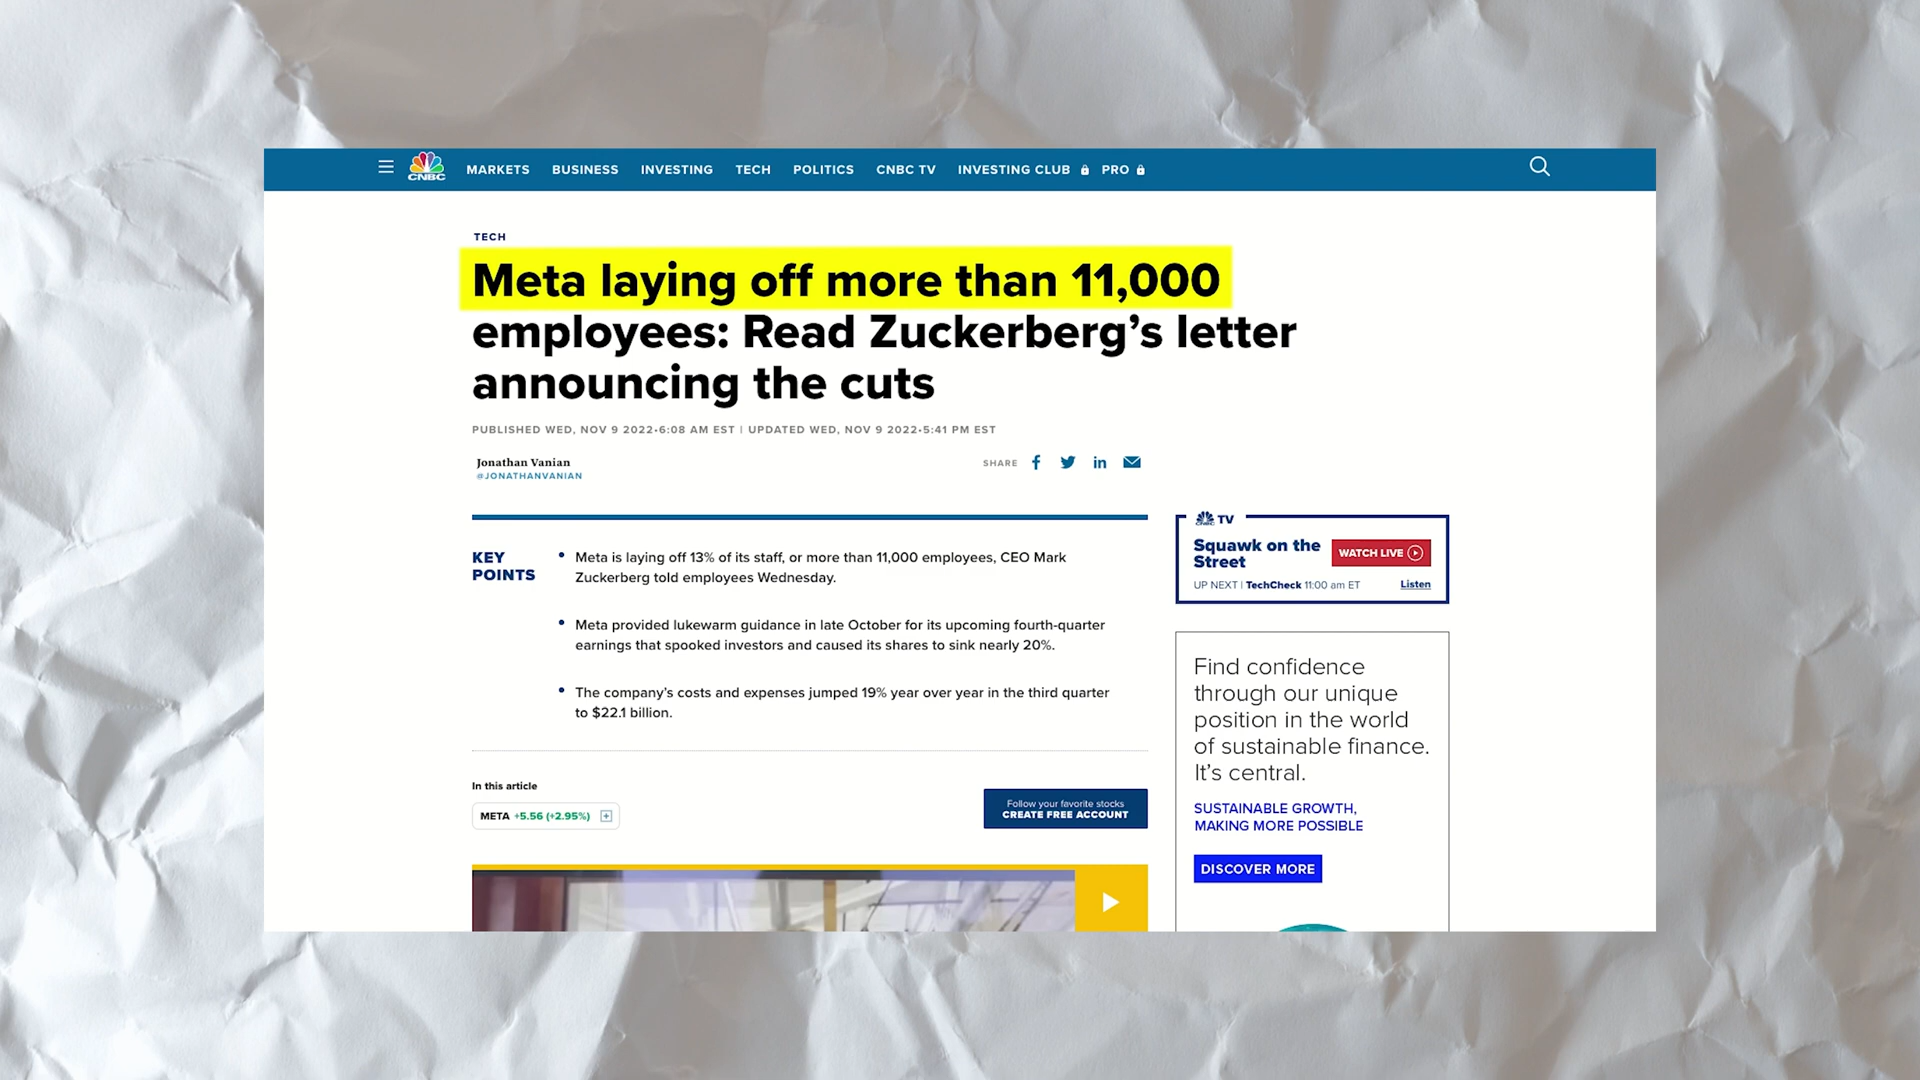 CNBC MARKETS BUSINESS INVESTING TECH POLITICS CNBC TV INVESTING CLUB PRO
TECH
Meta laying off more than 11,000
employees: Read Zuckerberg’s letter
announcing the cuts
PUBLISHED WED, NOV 9 2022•6:08 AM EST | UPDATED WED, NOV 9 2022•5:41 PM EST
Jonathan Vanian
@JONATHANVANIAN
SHARE
KEY
POINTS
Meta is laying off 13% of its staff, or more than 11,000 employees, CEO Mark
Zuckerberg told employees Wednesday.
Meta provided lukewarm guidance in late October for its upcoming fourth-quarter
earnings that spooked investors and caused its shares to sink nearly 20%.
The company’s costs and expenses jumped 19% year over year in the third quarter
to $22.1 billion.
In this article
META +5.56 (+2.95%)
Follow your favorite stocks
CREATE FREE ACCOUNT
CNBC TV
Squawk on the
Street
WATCH LIVE
UP NEXT | TechCheck 11:00 am ET
Listen
Find confidence
through our unique
position in the world
of sustainable finance.
It’s central.
SUSTAINABLE GROWTH,
MAKING MORE POSSIBLE
DISCOVER MORE